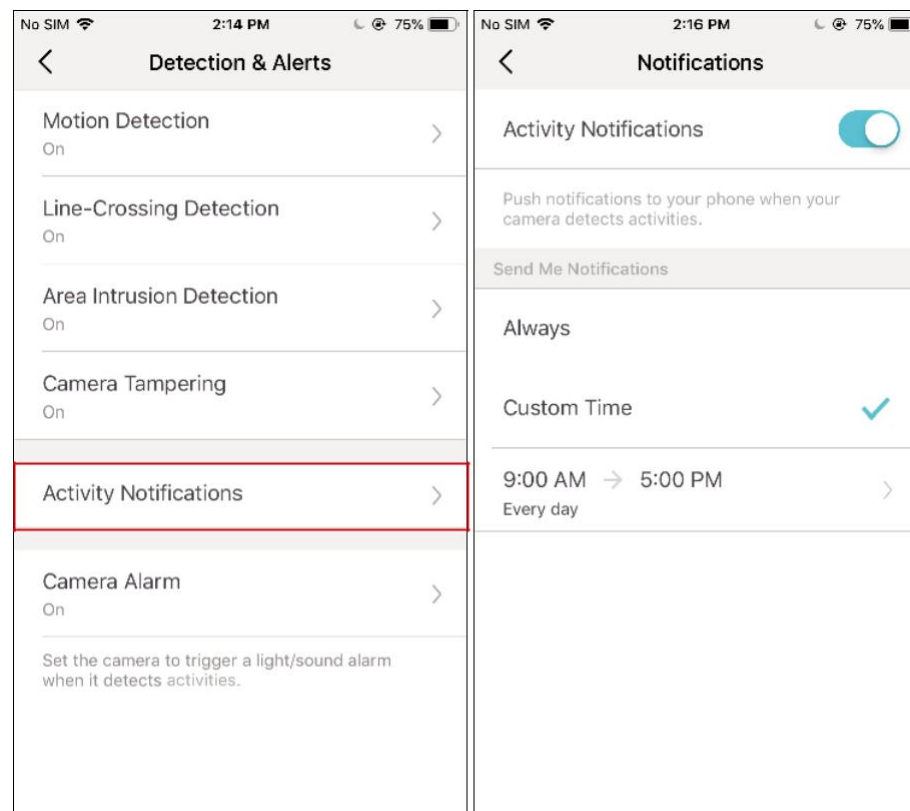 No SIM 2:14 PM 75%
Detection & Alerts
Motion Detection
On
Line-Crossing Detection
On
Area Intrusion Detection
On
Camera Tampering
On
Activity Notifications
Camera Alarm
On
Set the camera to trigger a light/sound alarm
when it detects activities.
No SIM 2:16 PM 75%
Notifications
Activity Notifications
Push notifications to your phone when your
camera detects activities.
Send Me Notifications
Always
Custom Time
9:00 AM → 5:00 PM
Every day